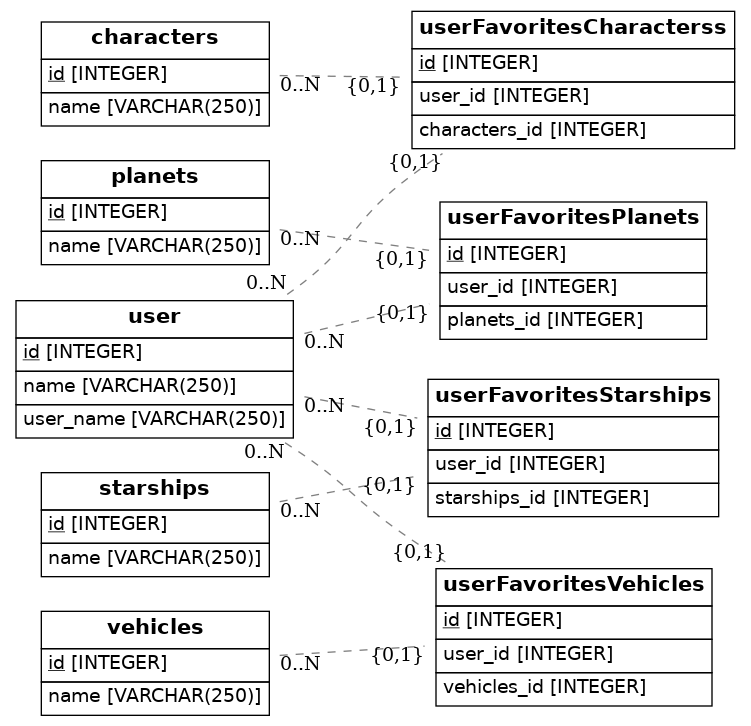 characters
id [INTEGER]
name [VARCHAR(250)]
planets
id [INTEGER]
name [VARCHAR(250)]
user
id [INTEGER]
name [VARCHAR(250)]
user_name [VARCHAR(250)]
starships
id [INTEGER]
name [VARCHAR(250)]
vehicles
id [INTEGER]
name [VARCHAR(250)]
0..N {0,1}
{0,1}
0..N
0..N {0,1}
0..N {0,1}
0..N {0,1}
0..N
{0,1}
0..N {0,1}
0..N {0,1}
userFavoritesCharacterss
id [INTEGER]
user_id [INTEGER]
characters_id [INTEGER]
userFavoritesPlanets
id [INTEGER]
user_id [INTEGER]
planets_id [INTEGER]
userFavoritesStarships
id [INTEGER]
user_id [INTEGER]
starships_id [INTEGER]
userFavoritesVehicles
id [INTEGER]
user_id [INTEGER]
vehicles_id [INTEGER]